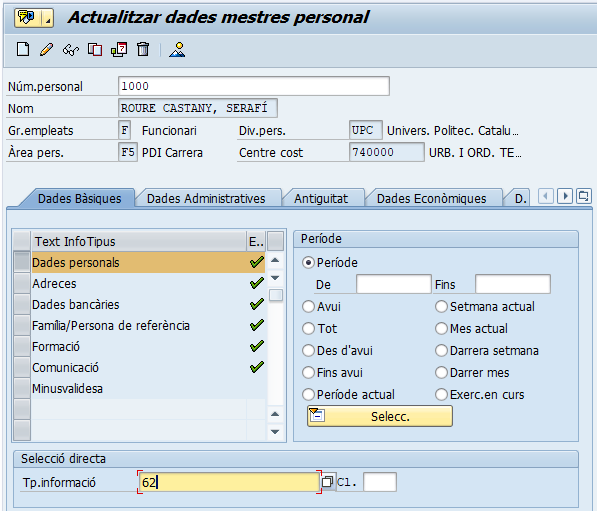 Actualitzar dades mestres personal
Núm.personal 1000
Nom ROURE CASTANY, SERAFÍ
Gr.empleats F Funcionari Div.pers. UPC Univers. Politec. Catalu…
Àrea pers. F5 PDI Carrera Centre cost 740000 URB. I ORD. TE…
Dades Bàsiques Dades Administratives Antiguitat Dades Econòmiques D.
Text InfoTipus E..
Dades personals
Adreces
Dades bancàries
Família/Persona de referència
Formació
Comunicació
Minusvalidesa
Període
Període
De Fins
Avui Setmana actual
Tot Mes actual
Des d'avui Darrera setmana
Fins avui Darrer mes
Període actual Exerc.en curs
Selecc.
Selecció directa
Tp.informació 62 Cl.